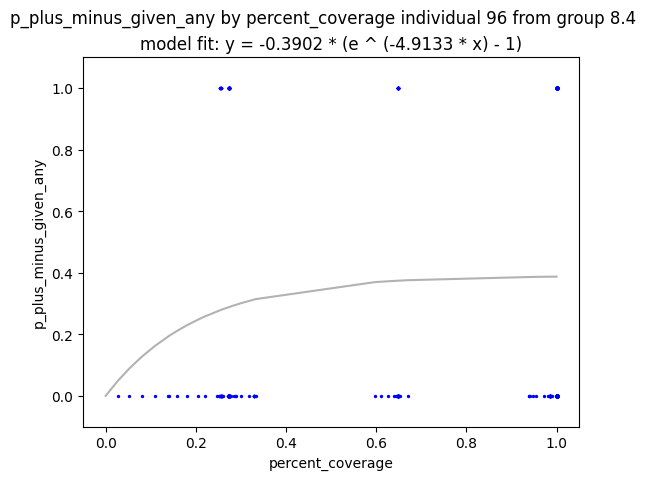 p_plus_minus_given_any by percent_coverage individual 96 from group 8.4
model fit: y = -0.3902 * (e ^ (-4.9133 * x) - 1)
1.0
0.8
0.6
0.4
0.2
0.0
p_plus_minus_given_any
0.0 0.2 0.4 0.6 0.8 1.0
percent_coverage